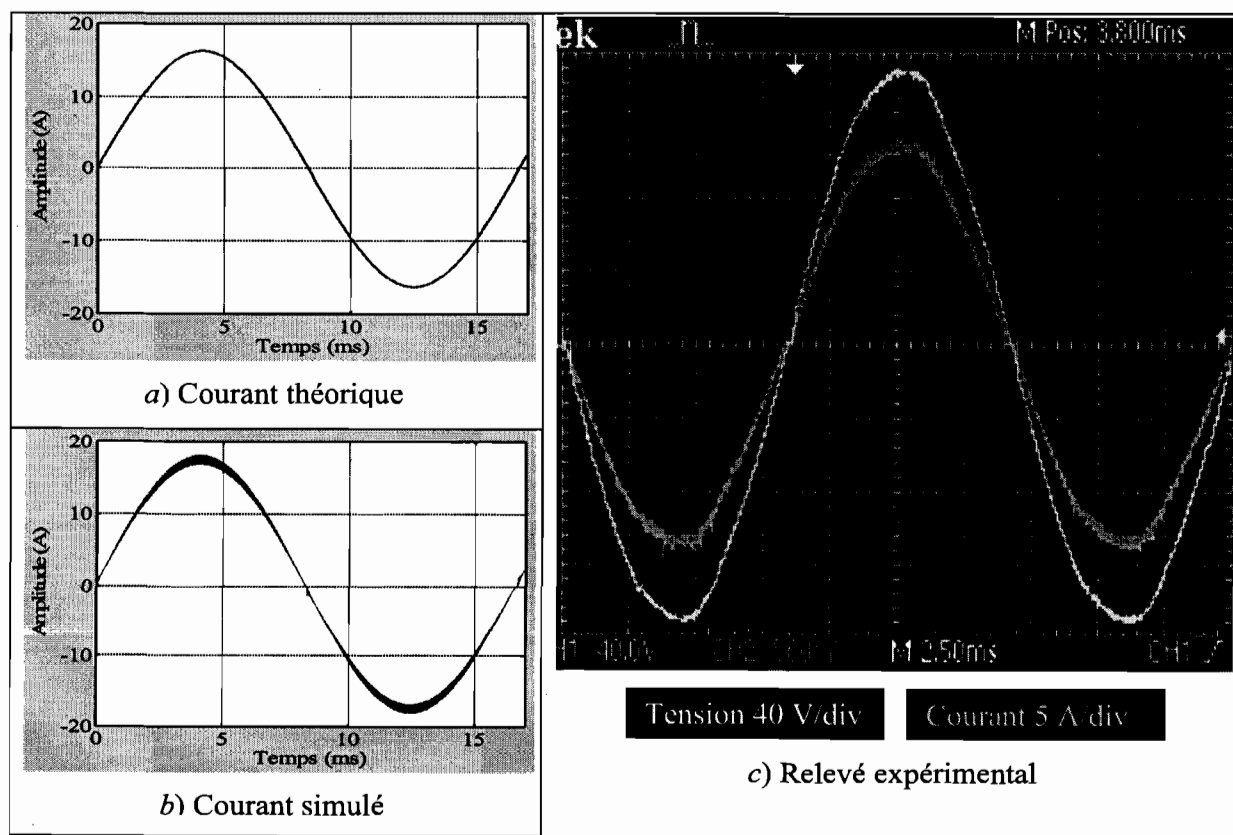 20
10
0
-10
-20
Amplitude (A)
0 5 10 15
Temps (ms)
a) Courant théorique
20
10
0
-10
-20
Amplitude (A)
0 5 10 15
Temps (ms)
b) Courant simulé
ek M Pos: 3.800ms
M 2.50ms
Tension 40 V/div
Courant 5 A/div
c) Relevé expérimental